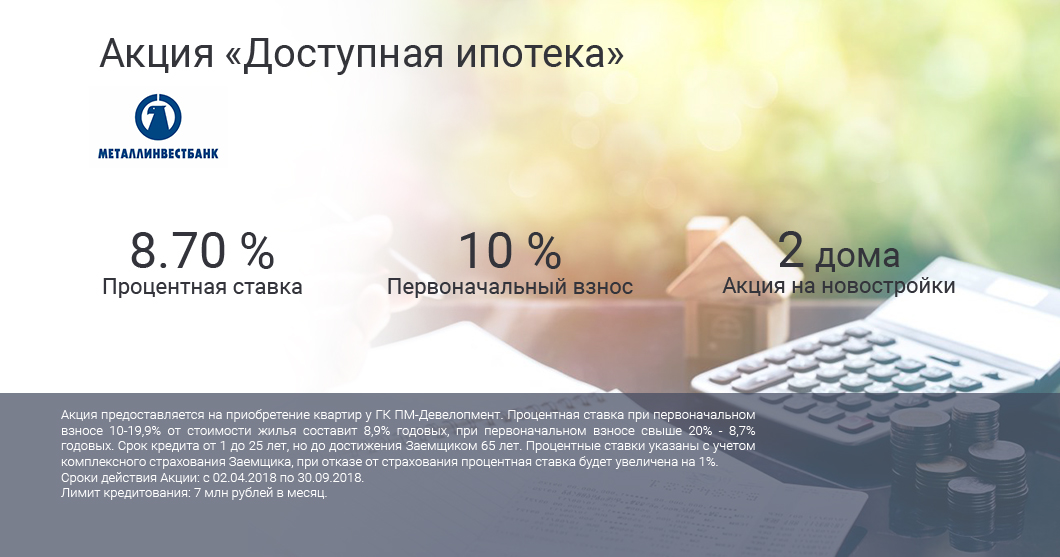 Акция «Доступная ипотека»
МЕТАЛЛИНВЕСТБАНК
8.70 %
Процентная ставка
10 %
Первоначальный взнос
2 дома
Акция на новостройки
Акция предоставляется на приобретение квартир у ГК ПМ-Девелопмент. Процентная ставка при первоначальном
взносе 10-19,9% от стоимости жилья составит 8,9% годовых, при первоначальном взносе свыше 20% - 8,7%
годовых. Срок кредита от 1 до 25 лет, но до достижения Заемщиком 65 лет. Процентные ставки указаны с учетом
комплексного страхования Заемщика, при отказе от страхования процентная ставка будет увеличена на 1%.
Сроки действия Акции: с 02.04.2018 по 30.09.2018.
Лимит кредитования: 7 млн рублей в месяц.